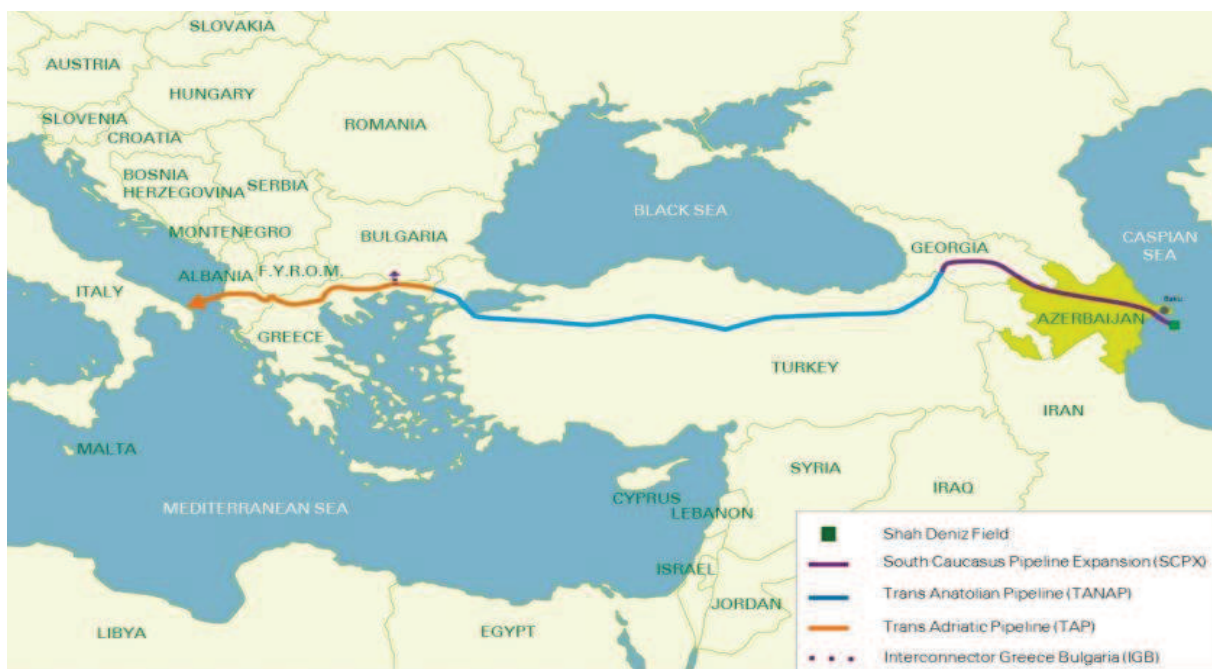 SLOVAKIA
AUSTRIA
HUNGARY
SLOVENIA
CROATIA
ROMANIA
BOSNIA
HERZEGOVINA
SERBIA
BLACK SEA
MONTENEGRO
BULGARIA
GEORGIA
CASPIAN
SEA
ALBANIA
F.Y.R.O.M.
ITALY
Baku
AZERBAIJAN
GREECE
TURKEY
IRAN
MALTA
SYRIA
CYPRUS
IRAQ
LEBANON
MEDITERRANEAN SEA
ISRAEL
JORDAN
LIBYA
EGYPT
Shah Deniz Field
South Caucasus Pipeline Expansion (SCPX)
Trans Anatolian Pipeline (TANAP)
Trans Adriatic Pipeline (TAP)
Interconnector Greece Bulgaria (IGB)